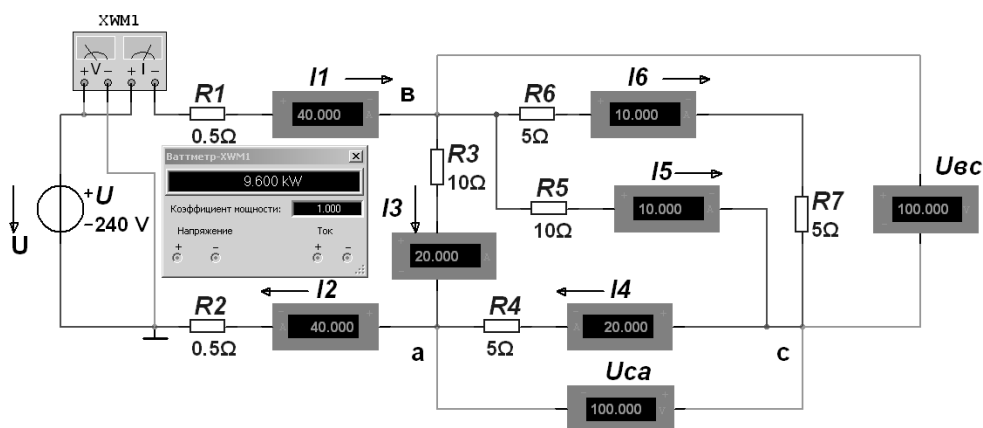 XWM1
V I
+ − + −
I1
I6
R1
40.000
B
R6
10.000
0.5Ω
5Ω
R3
10Ω
Ваттметр-XWM1
9.600 kW
Коэффициент мощности: 1.000
Напряжение Ток
+ − + −
+U
−240 V
U
I3
20.000
R5
10Ω
I5
10.000
R7
5Ω
Uвс
100.000
R2
0.5Ω
I2
40.000
a
R4
5Ω
I4
20.000
c
Uca
100.000